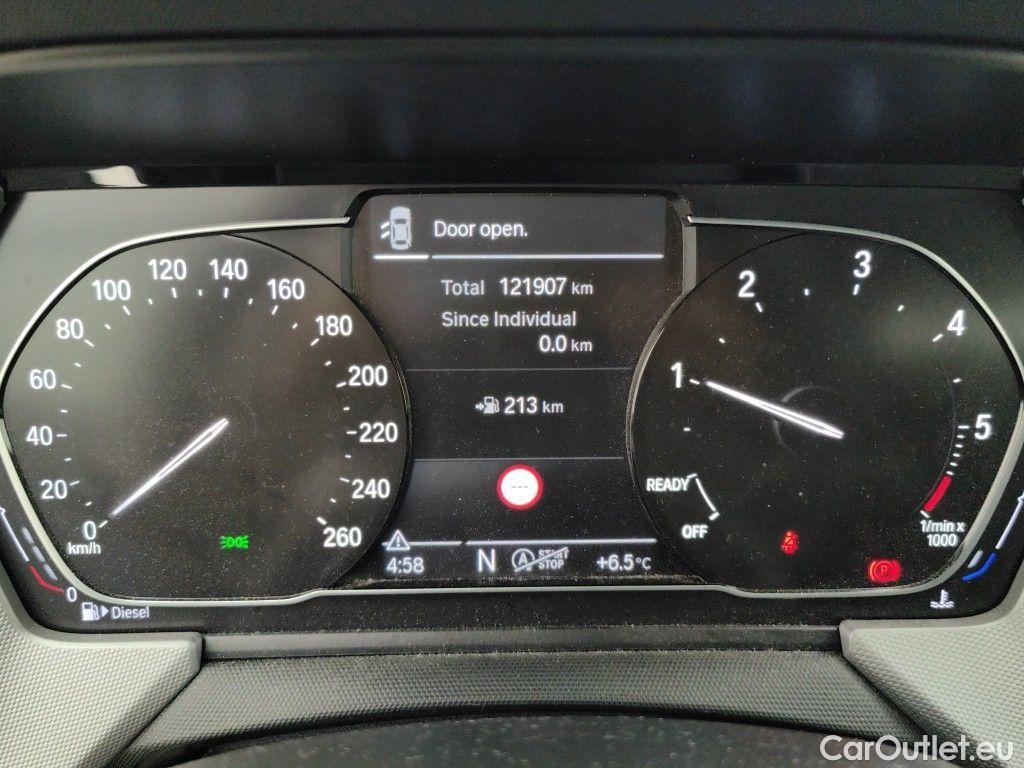 Door open.
Total 121907 km
Since Individual
0.0 km
213 km
---
4:58 N A START STOP +6.5°C
0 20 40 60 80 100 120 140 160 180 200 220 240 260
km/h
1 2 3 4 5
READY
OFF
1/min x
1000
P
0
Diesel
CarOutlet.eu